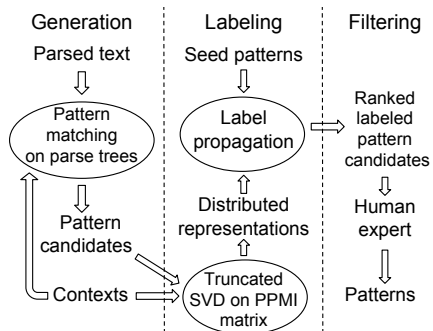 Generation
Parsed text
Pattern
matching
on parse trees
Pattern
candidates
Contexts
Labeling
Seed patterns
Label
propagation
Distributed
representations
Truncated
SVD on PPMI
matrix
Filtering
Ranked
labeled
pattern
candidates
Human
expert
Patterns